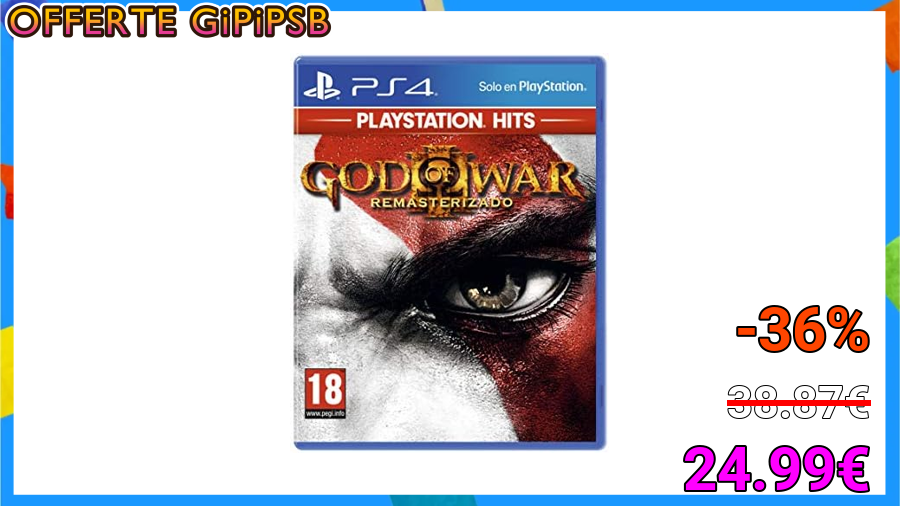 OFFERTE GiPiPSB
PS4
Solo en PlayStation.
PLAYSTATION HITS
GOD OF WAR
III
REMASTERIZADO
18
www.pegi.info
-36%
38.87€
24.99€